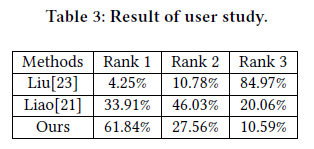 Table 3: Result of user study.
Methods Rank 1 Rank 2 Rank 3
Liu[23] 4.25% 10.78% 84.97%
Liao[21] 33.91% 46.03% 20.06%
Ours 61.84% 27.56% 10.59%